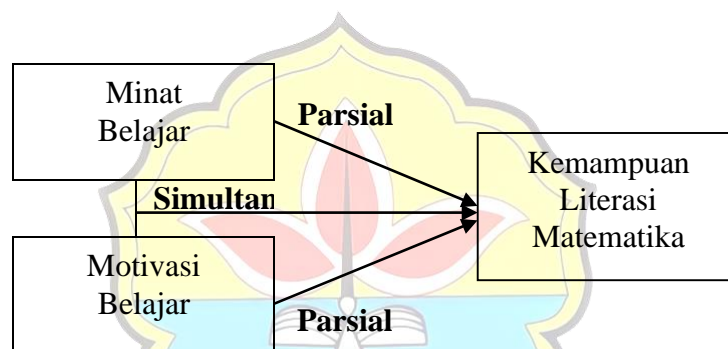 Minat
Belajar
Parsial
Kemampuan
Literasi
Matematika
Simultan
Motivasi
Belajar
Parsial